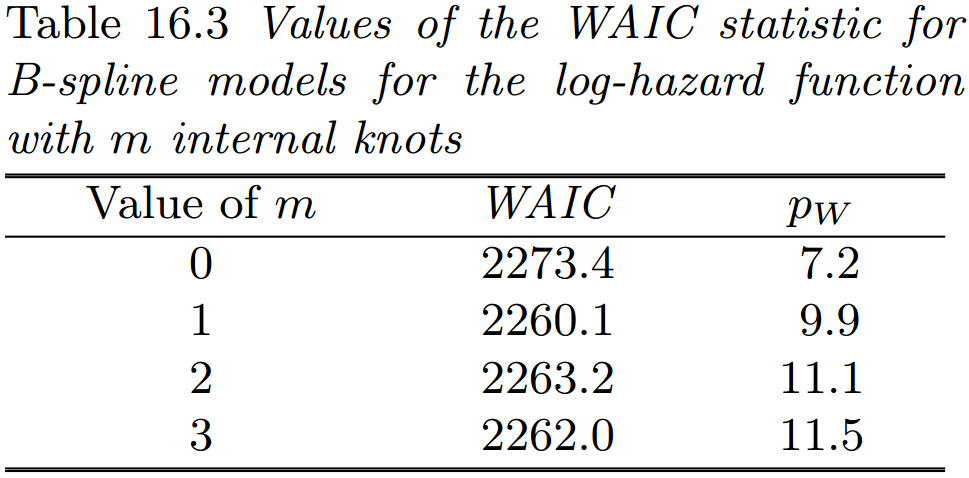 Table 16.3 Values of the WAIC statistic for
B-spline models for the log-hazard function
with m internal knots
Value of m WAIC pW
0 2273.4 7.2
1 2260.1 9.9
2 2263.2 11.1
3 2262.0 11.5